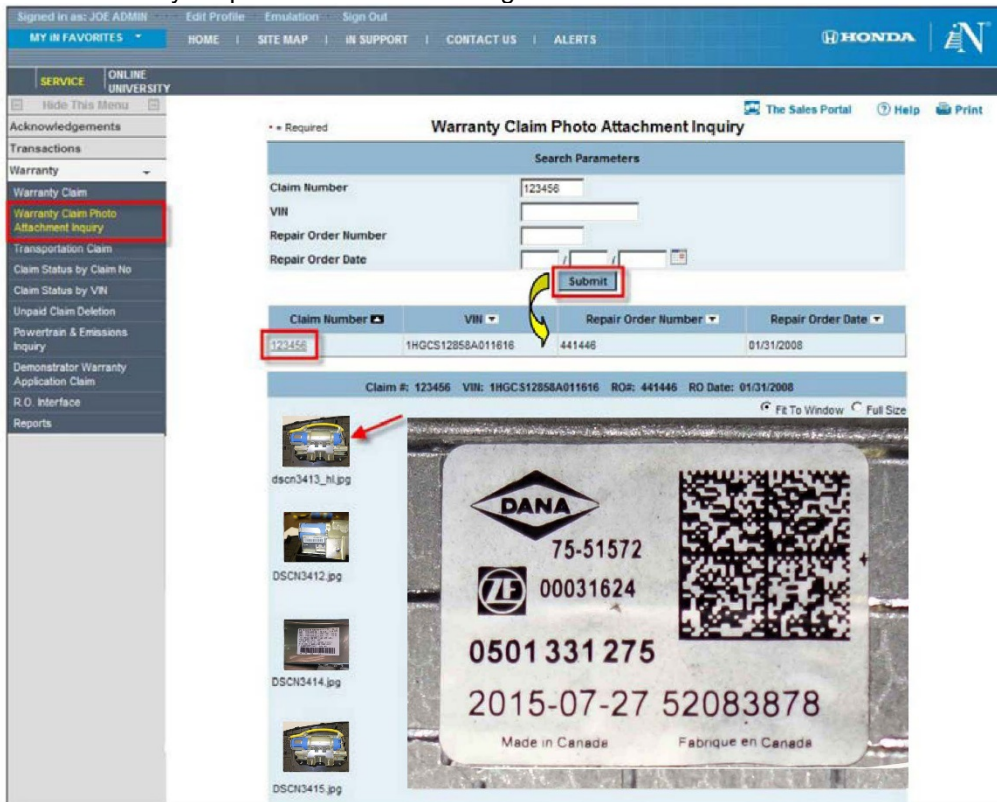 Signed in as: JOE ADMIN Edit Profile Emulation Sign Out
MY iN FAVORITES HOME | SITE MAP | iN SUPPORT | CONTACT US | ALERTS HONDA iN
SERVICE ONLINE UNIVERSITY
Hide This Menu
Acknowledgements
Transactions
Warranty
Warranty Claim
Warranty Claim Photo
Attachment Inquiry
Transportation Claim
Claim Status by Claim No
Claim Status by VIN
Unpaid Claim Deletion
Powertrain & Emissions
Inquiry
Demonstrator Warranty
Application Claim
R.O. Interface
Reports
The Sales Portal Help Print
• = Required Warranty Claim Photo Attachment Inquiry
Search Parameters
Claim Number 123456
VIN
Repair Order Number
Repair Order Date / /
Submit
Claim Number VIN Repair Order Number Repair Order Date
123456 1HGCS12858A011616 441446 01/31/2008
Claim #: 123456 VIN: 1HGCS12858A011616 RO#: 441446 RO Date: 01/31/2008
Fit To Window Full Size
dscn3413_hl.jpg
DSCN3412.jpg
DSCN3414.jpg
DSCN3415.jpg
DANA
75-51572
ZF 00031624
0501 331 275
2015-07-27 52083878
Made in Canada Fabrique en Canada